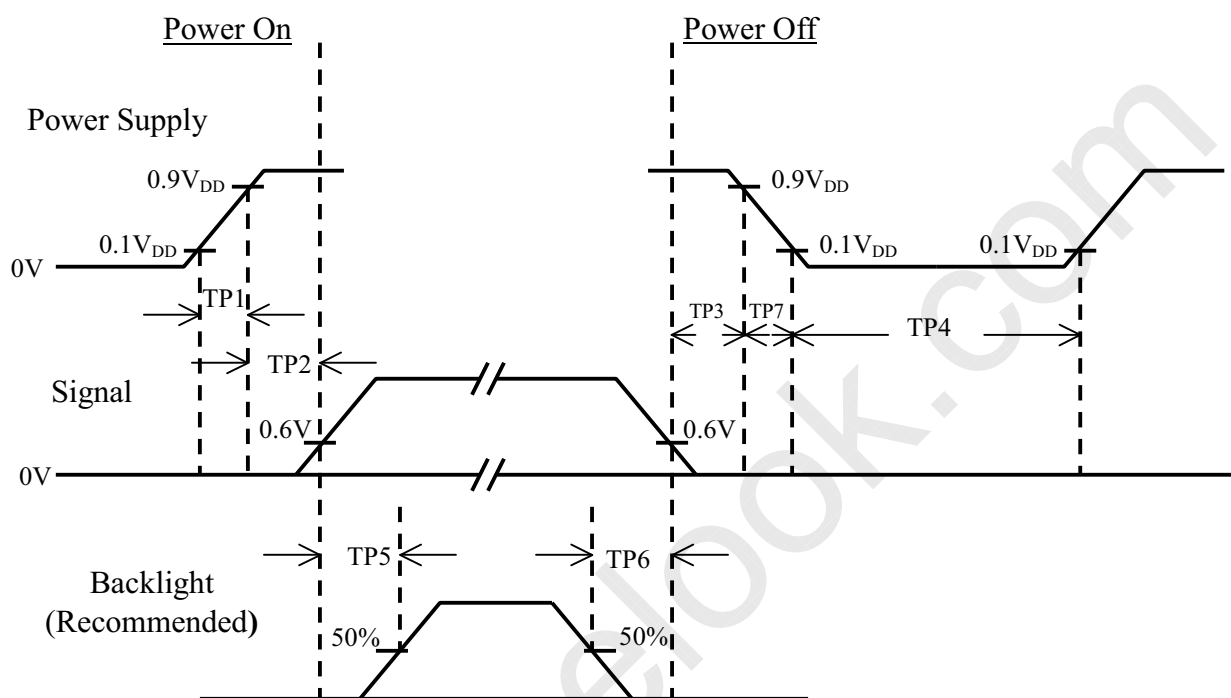 Power On
Power Off
Power Supply
0.9VDD
0.9VDD
0.1VDD
0.1VDD
0.1VDD
0V
TP1
TP3
TP7
TP4
TP2
Signal
0.6V
0.6V
0V
TP5
TP6
Backlight
(Recommended)
50%
50%
elook.com